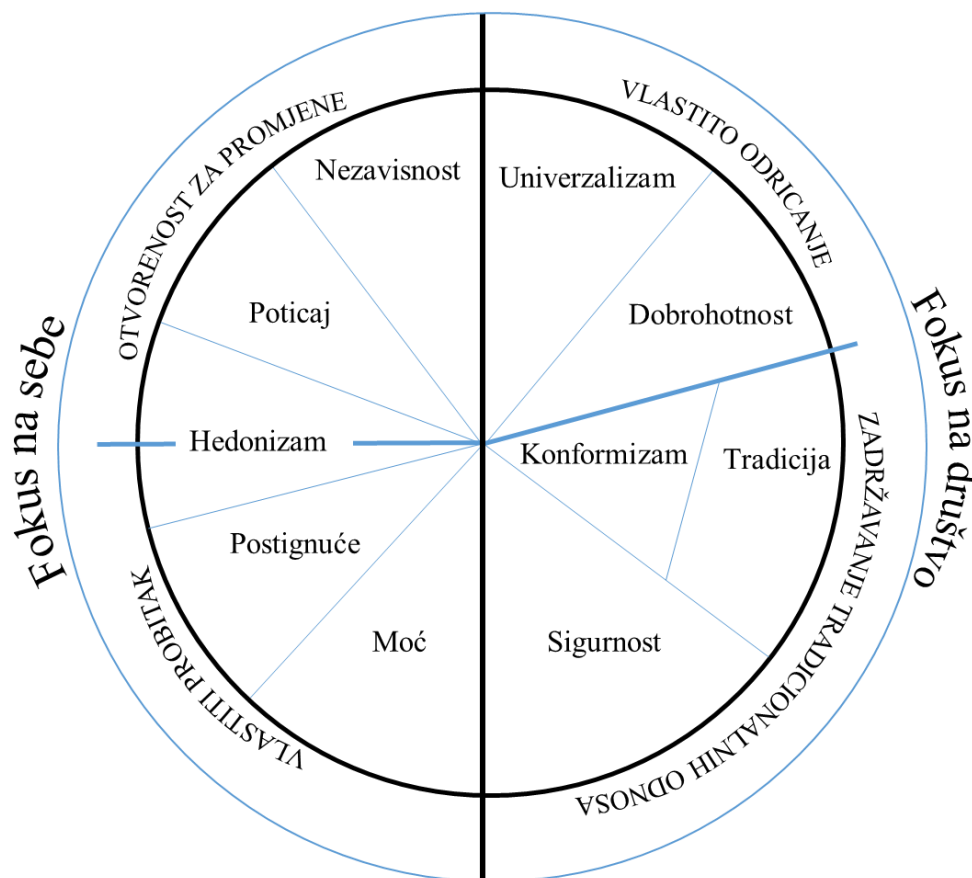 OTVORENOST ZA PROMJENE
VLASTITO ODRICANJE
Nezavisnost
Univerzalizam
Poticaj
Dobrohotnost
Fokus na sebe
Fokus na društvo
Hedonizam
Konformizam
Tradicija
Postignuće
Moć
Sigurnost
VLASTITI PROBITAK
ZADRŽAVANJE TRADICIONALNIH ODNOSA